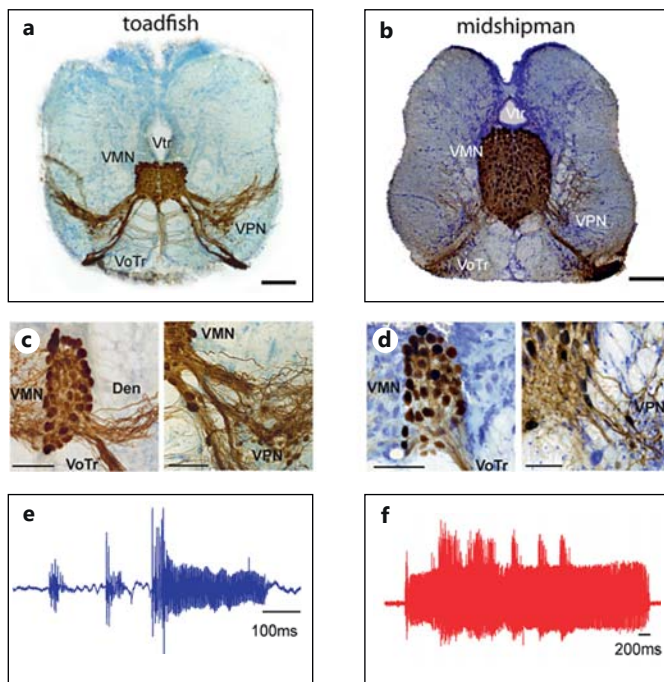 toadfish
midshipman
a
Vtr
VMN
VPN
VoTr
b
Vtr
VMN
VPN
VoTr
c
VMN
Den
VoTr
VMN
VPN
d
VMN
VoTr
VPN
e
100ms
f
200ms